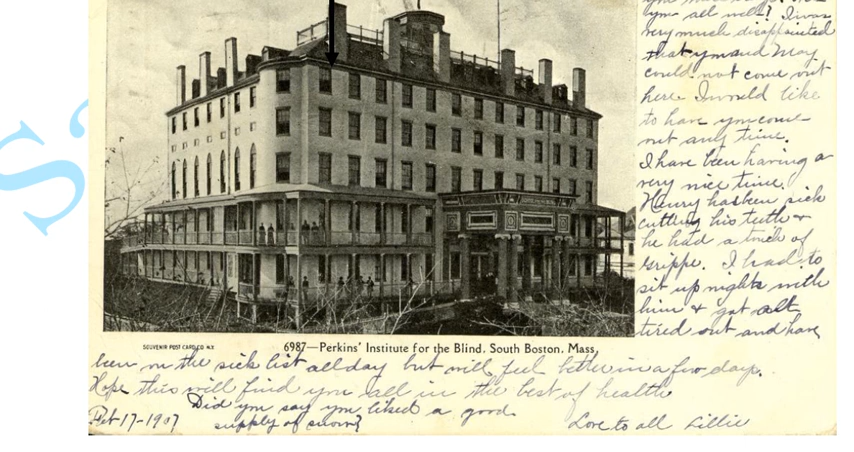 you all well? I was
very much disappointed
that you and May
could not come out
here. I would like
to have you come
out any time.
I have been having a
very nice time.
Henry has been sick
cutting his teeth +
he had a touch of
grippe. I had to
sit up nights with
him + got all
tired out and have
SOUVENIR POST CARD CO. N.Y.
6987—Perkins' Institute for the Blind, South Boston, Mass.
been on the sick list all day but will feel better in a few days.
Hope this will find you all in the best of health
Did you say you liked a good
supply of snow?
Feb 17-1907
Love to all Lillie